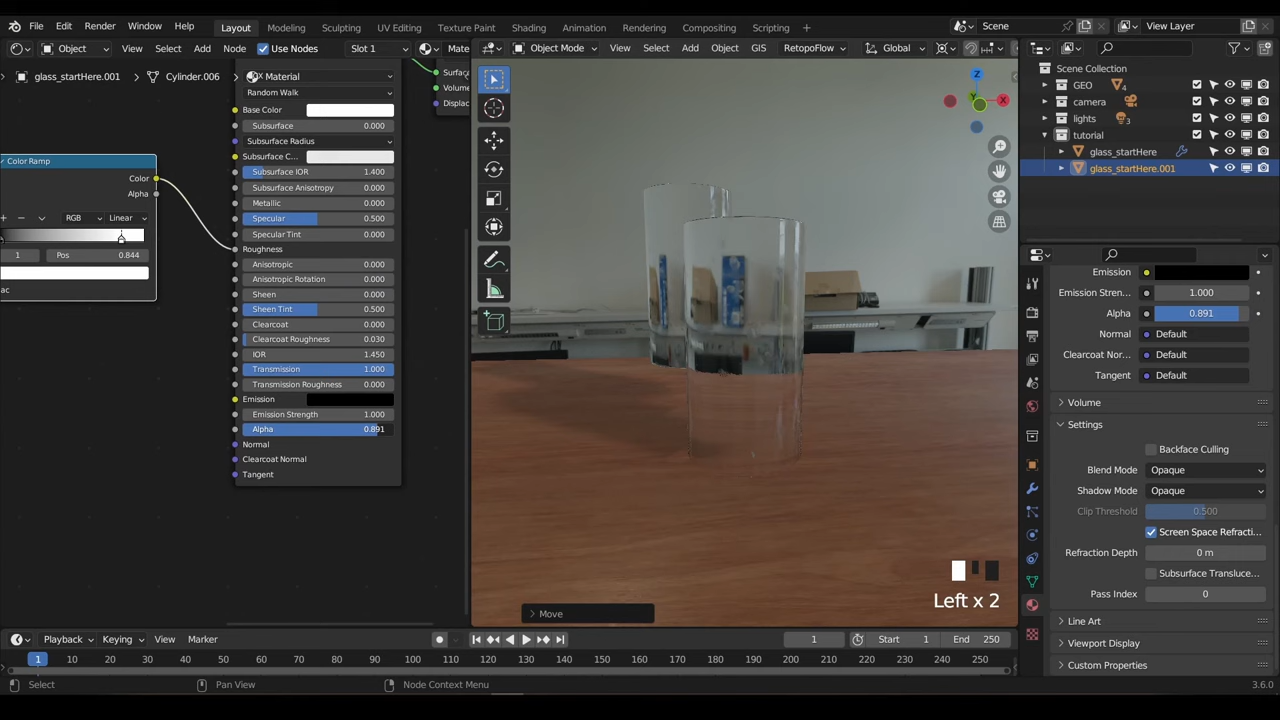 File Edit Render Window Help Layout Modeling Sculpting UV Editing Texture Paint Shading Animation Rendering Compositing Scripting Scene View Layer
Object View Select Add Node Use Nodes Slot 1 Mate
Object Mode View Select Add Object GIS RetopoFlow Global
glass_startHere.001 Cylinder.006 Material
Random Walk
Base Color
Subsurface 0.000
Subsurface Radius
Subsurface C...
Subsurface IOR 1.400
Subsurface Anisotropy 0.000
Metallic 0.000
Specular 0.500
Specular Tint 0.000
Roughness
Anisotropic 0.000
Anisotropic Rotation 0.000
Sheen 0.000
Sheen Tint 0.500
Clearcoat 0.000
Clearcoat Roughness 0.030
IOR 1.450
Transmission 1.000
Transmission Roughness 0.000
Emission
Emission Strength 1.000
Alpha 0.891
Normal
Clearcoat Normal
Tangent
Color Ramp
Color
Alpha
RGB Linear
1 Pos 0.844
ac
Surfac
Volume
Displac
Z
Y
X
Move
Left x 2
Scene Collection
GEO 4
camera
lights 3
tutorial
glass_startHere
glass_startHere.001
Emission
Emission Stren... 1.000
Alpha 0.891
Normal Default
Clearcoat Nor... Default
Tangent Default
Volume
Settings
Backface Culling
Blend Mode Opaque
Shadow Mode Opaque
Clip Threshold 0.500
Screen Space Refracti...
Refraction Depth 0 m
Subsurface Transluce...
Pass Index 0
Line Art
Viewport Display
Custom Properties
Playback Keying View Marker 1 Start 1 End 250
1 10 20 30 40 50 60 70 80 90 100 110 120 130 140 150 160 170 180 190 200 210 220 230 240 250
Select Pan View Node Context Menu 3.6.0